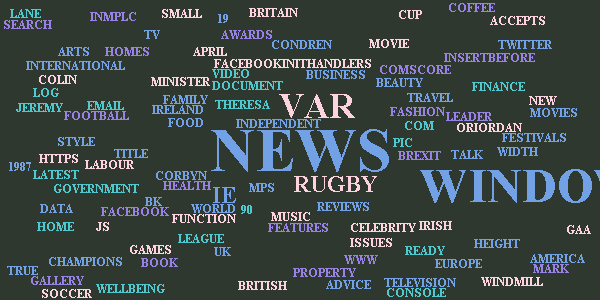 LANE
SEARCH
INMPLC
SMALL
19
BRITAIN
CUP
COFFEE
ACCEPTS
TV
AWARDS
CONDREN
MOVIE
TWITTER
ARTS
HOMES
APRIL
INTERNATIONAL
FACEBOOKINITHANDLERS
INSERTBEFORE
COLIN
MINISTER
VIDEO
BUSINESS
COMSCORE
DOCUMENT
BEAUTY
FINANCE
LOG
JEREMY
EMAIL
FAMILY
THERESA
VAR
TRAVEL
NEW
FOOTBALL
IRELAND
FASHION
LEADER
MOVIES
FOOD
INDEPENDENT
COM
ORIORDAN
STYLE
NEWS
PIC
FESTIVALS
HTTPS
TITLE
BREXIT
TALK
WIDTH
1987
LABOUR
LATEST
CORBYN
GOVERNMENT
HEALTH
IE
MPS
RUGBY
WINDOV
BK
DATA
FACEBOOK
WORLD
90
REVIEWS
FUNCTION
MUSIC
HOME
JS
FEATURES
CELEBRITY
IRISH
GAA
LEAGUE
ISSUES
GAMES
UK
READY
HEIGHT
CHAMPIONS
BOOK
WWW
EUROPE
AMERICA
TRUE
PROPERTY
MARK
GALLERY
WELLBEING
BRITISH
ADVICE
TELEVISION
WINDMILL
SOCCER
CONSOLE